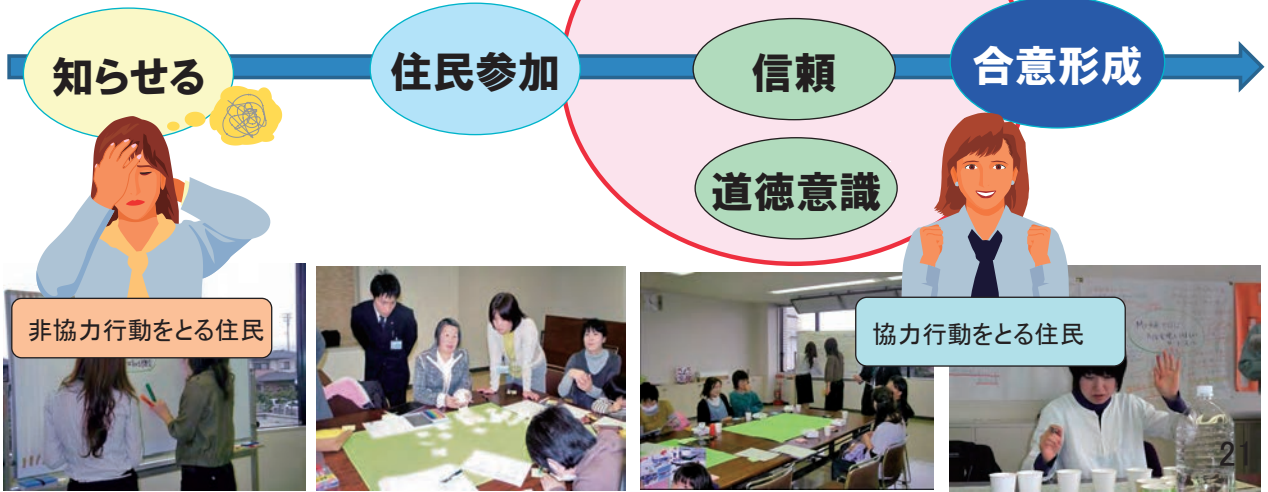 知らせる
住民参加
信頼
合意形成
道徳意識
非協力行動をとる住民
協力行動をとる住民
21